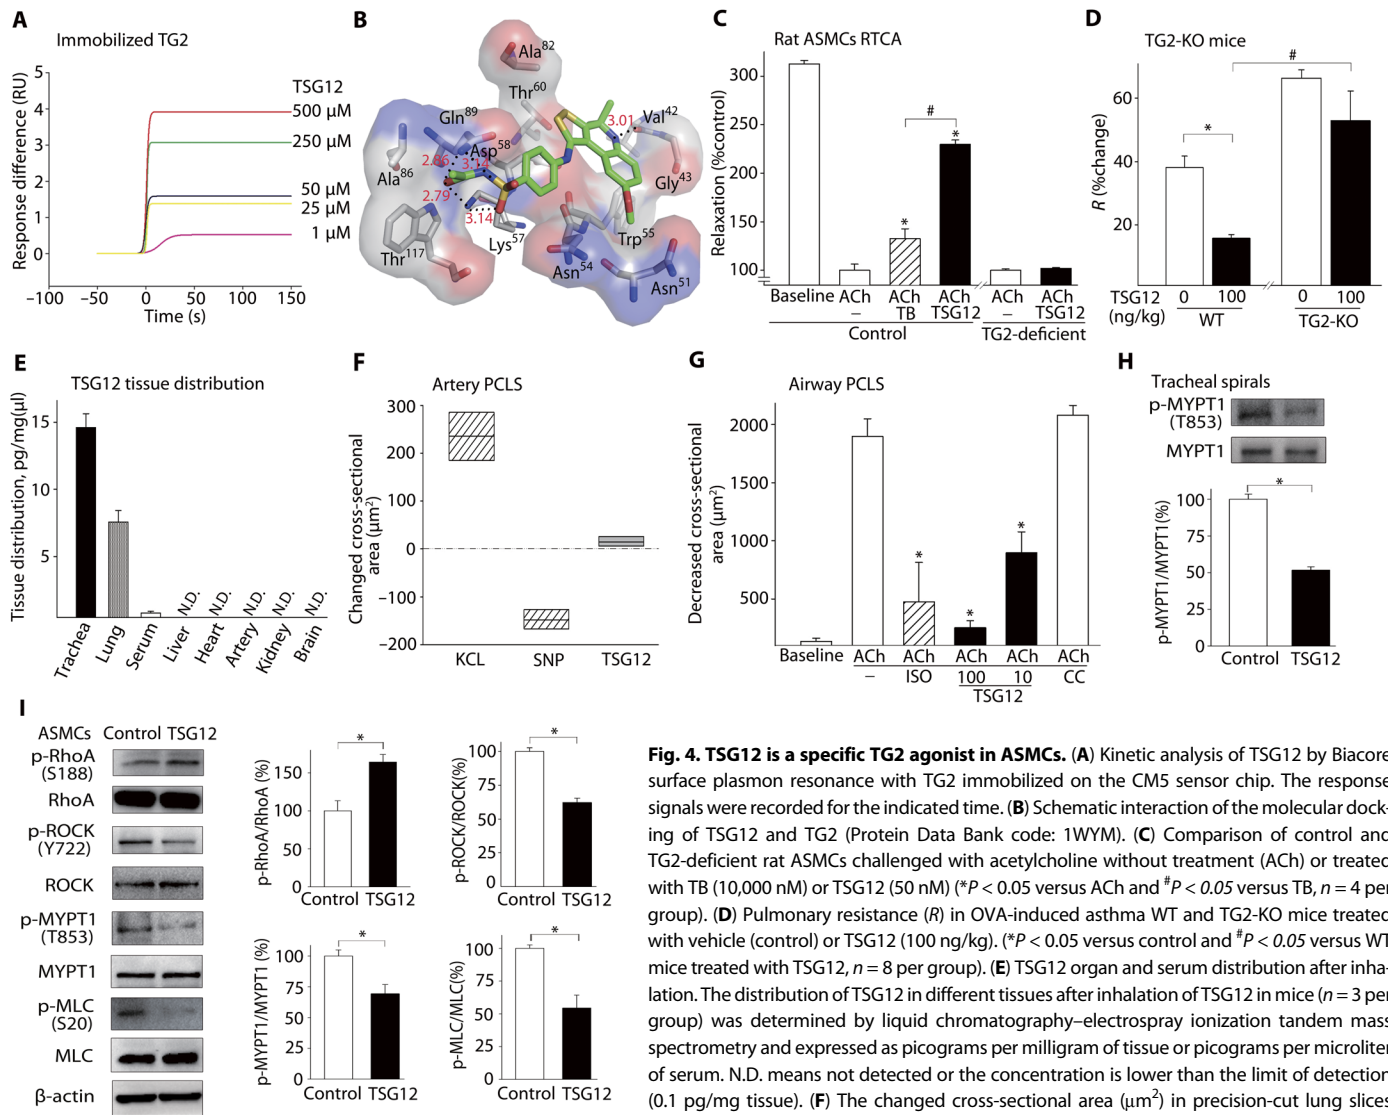 A
Immobilized TG2
Response difference (RU)
5
4
3
2
1
0
−100
−50
0
50
100
150
Time (s)
TSG12
500 µM
250 µM
50 µM
25 µM
1 µM
B
Ala82
Thr60
Gln89
Asp58
Val42
3.01
Ala86
2.86
3.14
2.79
3.14
Gly43
Lys57
Trp55
Thr117
Asn54
Asn51
C
Rat ASMCs RTCA
Relaxation (%control)
300
250
200
150
100
*
#
*
Baseline ACh ACh ACh ACh ACh
− TB TSG12 − TSG12
Control TG2-deficient
D
TG2-KO mice
R (%change)
60
40
20
*
#
TSG12 0 100 0 100
(ng/kg) WT TG2-KO
E
TSG12 tissue distribution
Tissue distribution, pg/mg(µl)
15
10
5
N.D. N.D. N.D. N.D. N.D.
Trachea Lung Serum Liver Heart Artery Kidney Brain
F
Artery PCLS
Changed cross-sectional
area (µm2)
300
200
100
0
−100
−200
KCL SNP TSG12
G
Airway PCLS
Decreased cross-sectional
area (µm2)
2000
1500
1000
500
* * *
Baseline ACh ACh ACh ACh ACh
− ISO 100 10 CC
TSG12
H
Tracheal spirals
p-MYPT1
(T853)
MYPT1
p-MYPT1/MYPT1(%)
100
75
50
25
0
*
Control TSG12
I
ASMCs Control TSG12
p-RhoA
(S188)
RhoA
p-ROCK
(Y722)
ROCK
p-MYPT1
(T853)
MYPT1
p-MLC
(S20)
MLC
β-actin
p-RhoA/RhoA (%)
150
100
50
0
*
Control TSG12
p-ROCK/ROCK(%)
100
75
50
25
0
*
Control TSG12
p-MYPT1/MYPT1 (%)
100
75
50
25
0
*
Control TSG12
p-MLC/MLC(%)
100
75
50
25
0
*
Control TSG12
Fig. 4. TSG12 is a specific TG2 agonist in ASMCs. (A) Kinetic analysis of TSG12 by Biacore
surface plasmon resonance with TG2 immobilized on the CM5 sensor chip. The response
signals were recorded for the indicated time. (B) Schematic interaction of the molecular dock-
ing of TSG12 and TG2 (Protein Data Bank code: 1WYM). (C) Comparison of control and
TG2-deficient rat ASMCs challenged with acetylcholine without treatment (ACh) or treated
with TB (10,000 nM) or TSG12 (50 nM) (*P < 0.05 versus ACh and #P < 0.05 versus TB, n = 4 per
group). (D) Pulmonary resistance (R) in OVA-induced asthma WT and TG2-KO mice treated
with vehicle (control) or TSG12 (100 ng/kg). (*P < 0.05 versus control and #P < 0.05 versus WT
mice treated with TSG12, n = 8 per group). (E) TSG12 organ and serum distribution after inha-
lation. The distribution of TSG12 in different tissues after inhalation of TSG12 in mice (n = 3 per
group) was determined by liquid chromatography–electrospray ionization tandem mass
spectrometry and expressed as picograms per milligram of tissue or picograms per microliter
of serum. N.D. means not detected or the concentration is lower than the limit of detection
(0.1 pg/mg tissue). (F) The changed cross-sectional area (µm2) in precision-cut lung slices